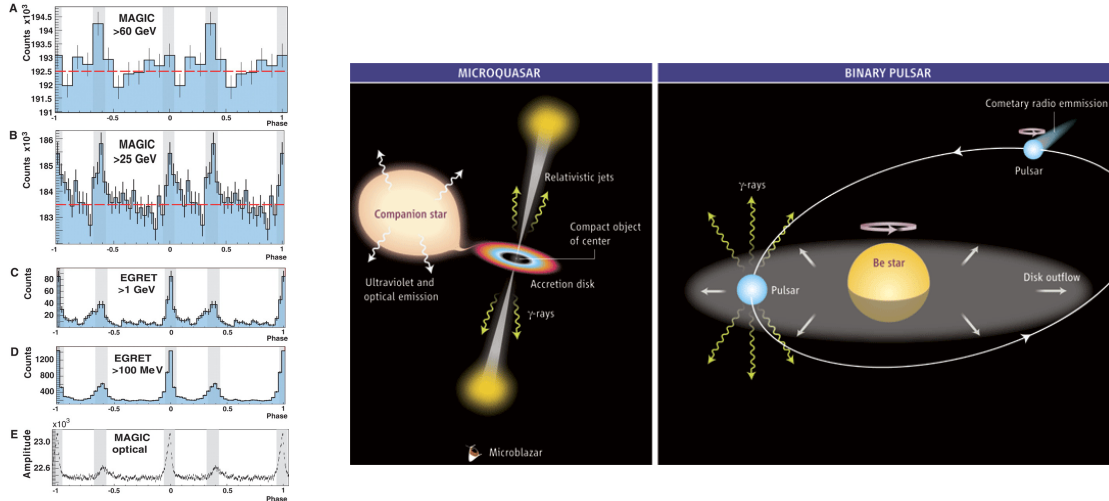 A
MAGIC
>60 GeV
Counts x10³
194.5
194
193.5
193
192.5
192
191.5
191
-1
-0.5
0
0.5
1
Phase
B
MAGIC
>25 GeV
Counts x10³
186
185
184
183
-1
-0.5
0
0.5
1
Phase
C
EGRET
>1 GeV
Counts
80
60
40
20
-1
-0.5
0
0.5
1
Phase
D
EGRET
>100 MeV
Counts
1200
800
400
-1
-0.5
0
0.5
1
Phase
E
x10³
MAGIC
optical
Amplitude
23.0
22.6
-1
-0.5
0
0.5
1
Phase
MICROQUASAR
Companion star
Relativistic jets
Compact object
of center
Ultraviolet and
optical emission
Accretion disk
γ-rays
Microblazar
BINARY PULSAR
Cometary radio emmission
Pulsar
γ-rays
Be star
Disk outflow
Pulsar